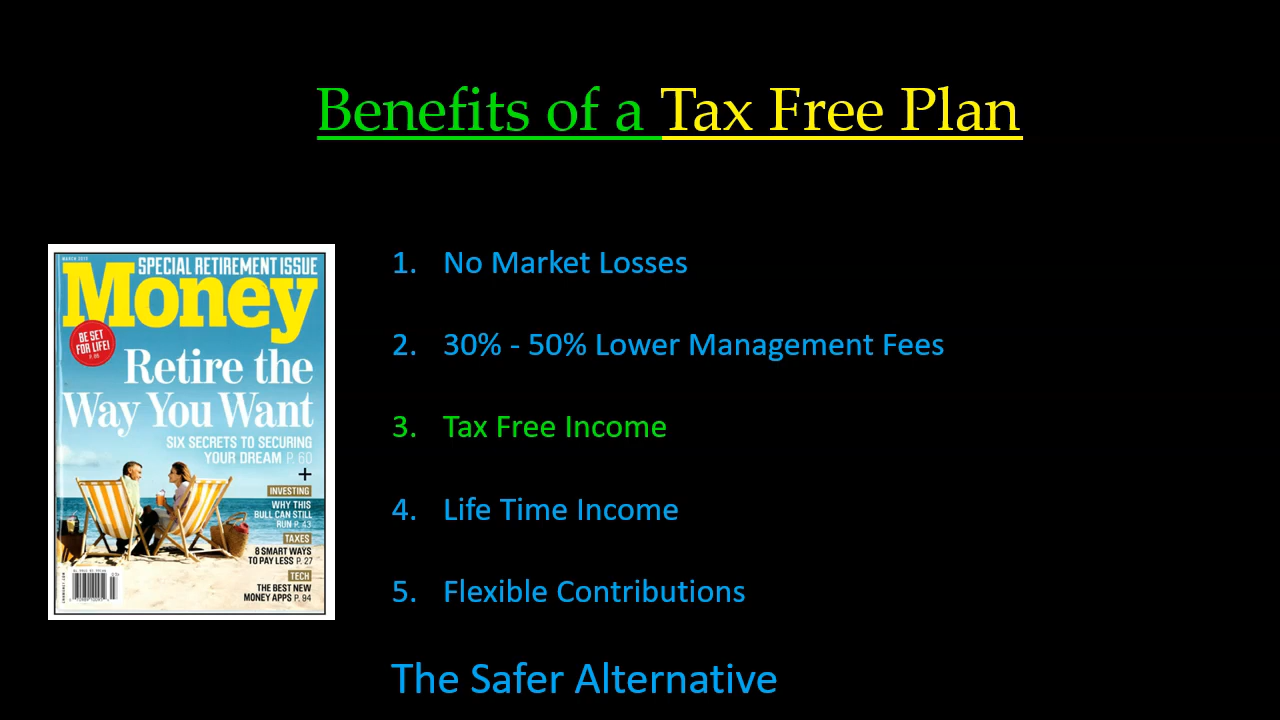 Benefits of a Tax Free Plan
MARCH 2015
SPECIAL RETIREMENT ISSUE
Money
BE SET
FOR LIFE!
P. 86
Retire the
Way You Want
SIX SECRETS TO SECURING
YOUR DREAM P. 60
+
INVESTING
WHY THIS
BULL CAN STILL
RUN P. 43
TAXES
8 SMART WAYS
TO PAY LESS P. 27
TECH
THE BEST NEW
MONEY APPS P. 94
1. No Market Losses
2. 30% - 50% Lower Management Fees
3. Tax Free Income
4. Life Time Income
5. Flexible Contributions
The Safer Alternative